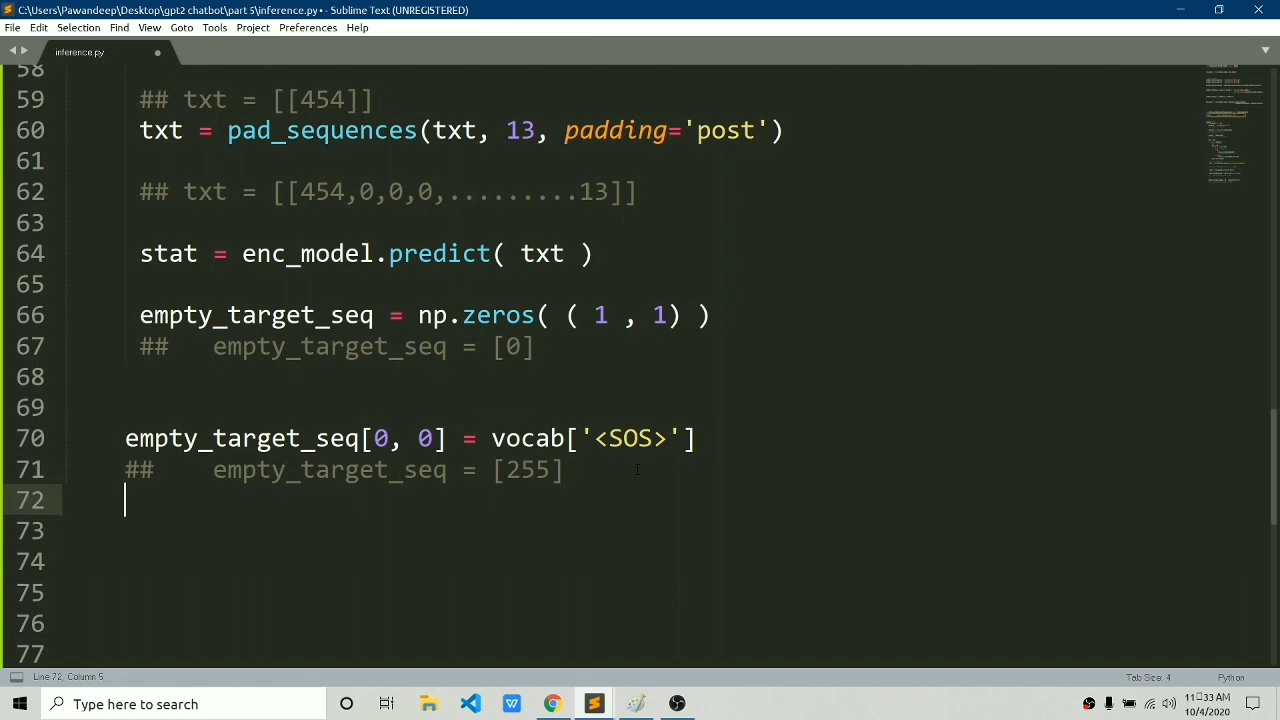 C:\Users\Pawandeep\Desktop\gpt2 chatbot\part 5\inference.py • - Sublime Text (UNREGISTERED)
File Edit Selection Find View Goto Tools Project Preferences Help
inference.py
58
59 ## txt = [[454]]
60 txt = pad_sequences(txt, 13, padding='post')
61
62 ## txt = [[454,0,0,0,.........13]]
63
64 stat = enc_model.predict( txt )
65
66 empty_target_seq = np.zeros( ( 1 , 1) )
67 ##   empty_target_seq = [0]
68
69
70 empty_target_seq[0, 0] = vocab['<SOS>']
71 ##   empty_target_seq = [255]
72
73
74
75
76
77
Line 72, Column 5 Tab Size: 4 Python
Type here to search
11:33 AM
10/4/2020